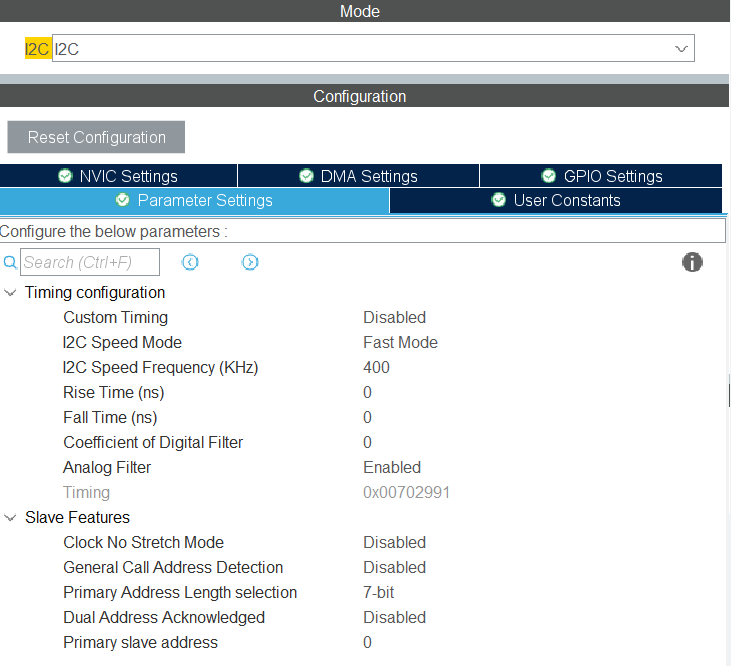 Mode
I2C I2C
Configuration
Reset Configuration
NVIC Settings DMA Settings GPIO Settings
Parameter Settings User Constants
Configure the below parameters :
Search (Ctrl+F)
Timing configuration
Custom Timing Disabled
I2C Speed Mode Fast Mode
I2C Speed Frequency (KHz) 400
Rise Time (ns) 0
Fall Time (ns) 0
Coefficient of Digital Filter 0
Analog Filter Enabled
Timing 0x00702991
Slave Features
Clock No Stretch Mode Disabled
General Call Address Detection Disabled
Primary Address Length selection 7-bit
Dual Address Acknowledged Disabled
Primary slave address 0